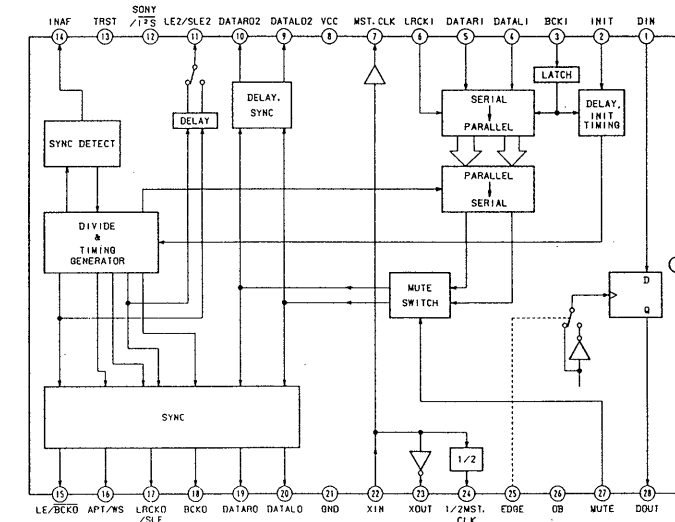 SONY
INAF TRST /I²S LE2/SLE2 DATARO2 DATALO2 VCC MST.CLK LRCKI DATARI DATALI BCKI INIT DIN
14 13 12 11 10 9 8 7 6 5 4 3 2 1
LATCH
DELAY.
SYNC
SERIAL
↓
PARALLEL
DELAY,
INIT
TIMING
DELAY
SYNC DETECT
PARALLEL
↓
SERIAL
DIVIDE
&
TIMING
GENERATOR
MUTE
SWITCH
D
Q
SYNC
1/2
15 16 17 18 19 20 21 22 23 24 25 26 27 28
LE/BCKO APT/WS LRCKO BCKO DATARO DATALO GND XIN XOUT 1/2MST. EDGE OB MUTE DOUT
/SLE CLK